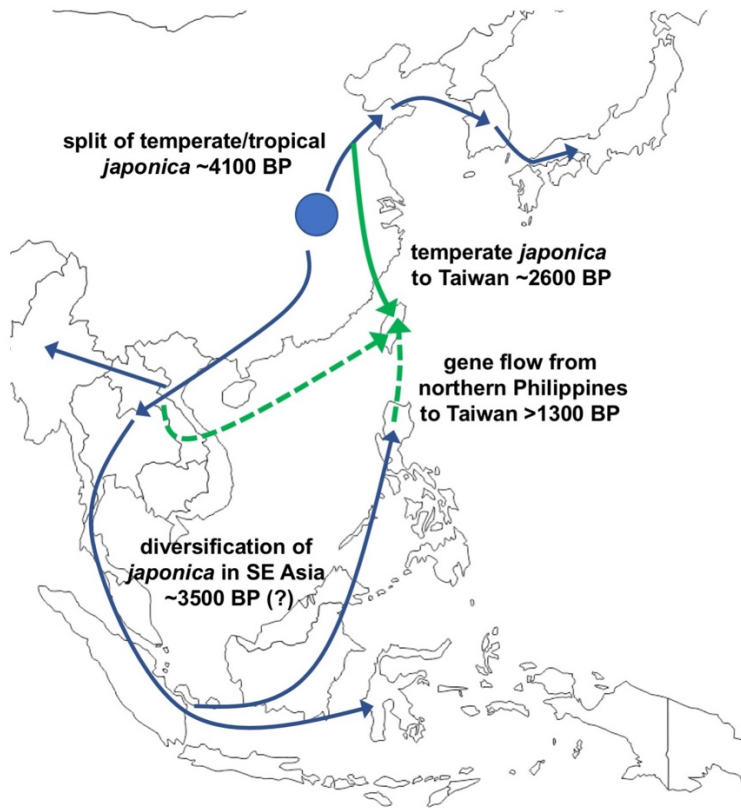 split of temperate/tropical
japonica ~4100 BP
temperate japonica
to Taiwan ~2600 BP
gene flow from
northern Philippines
to Taiwan >1300 BP
diversification of
japonica in SE Asia
~3500 BP (?)